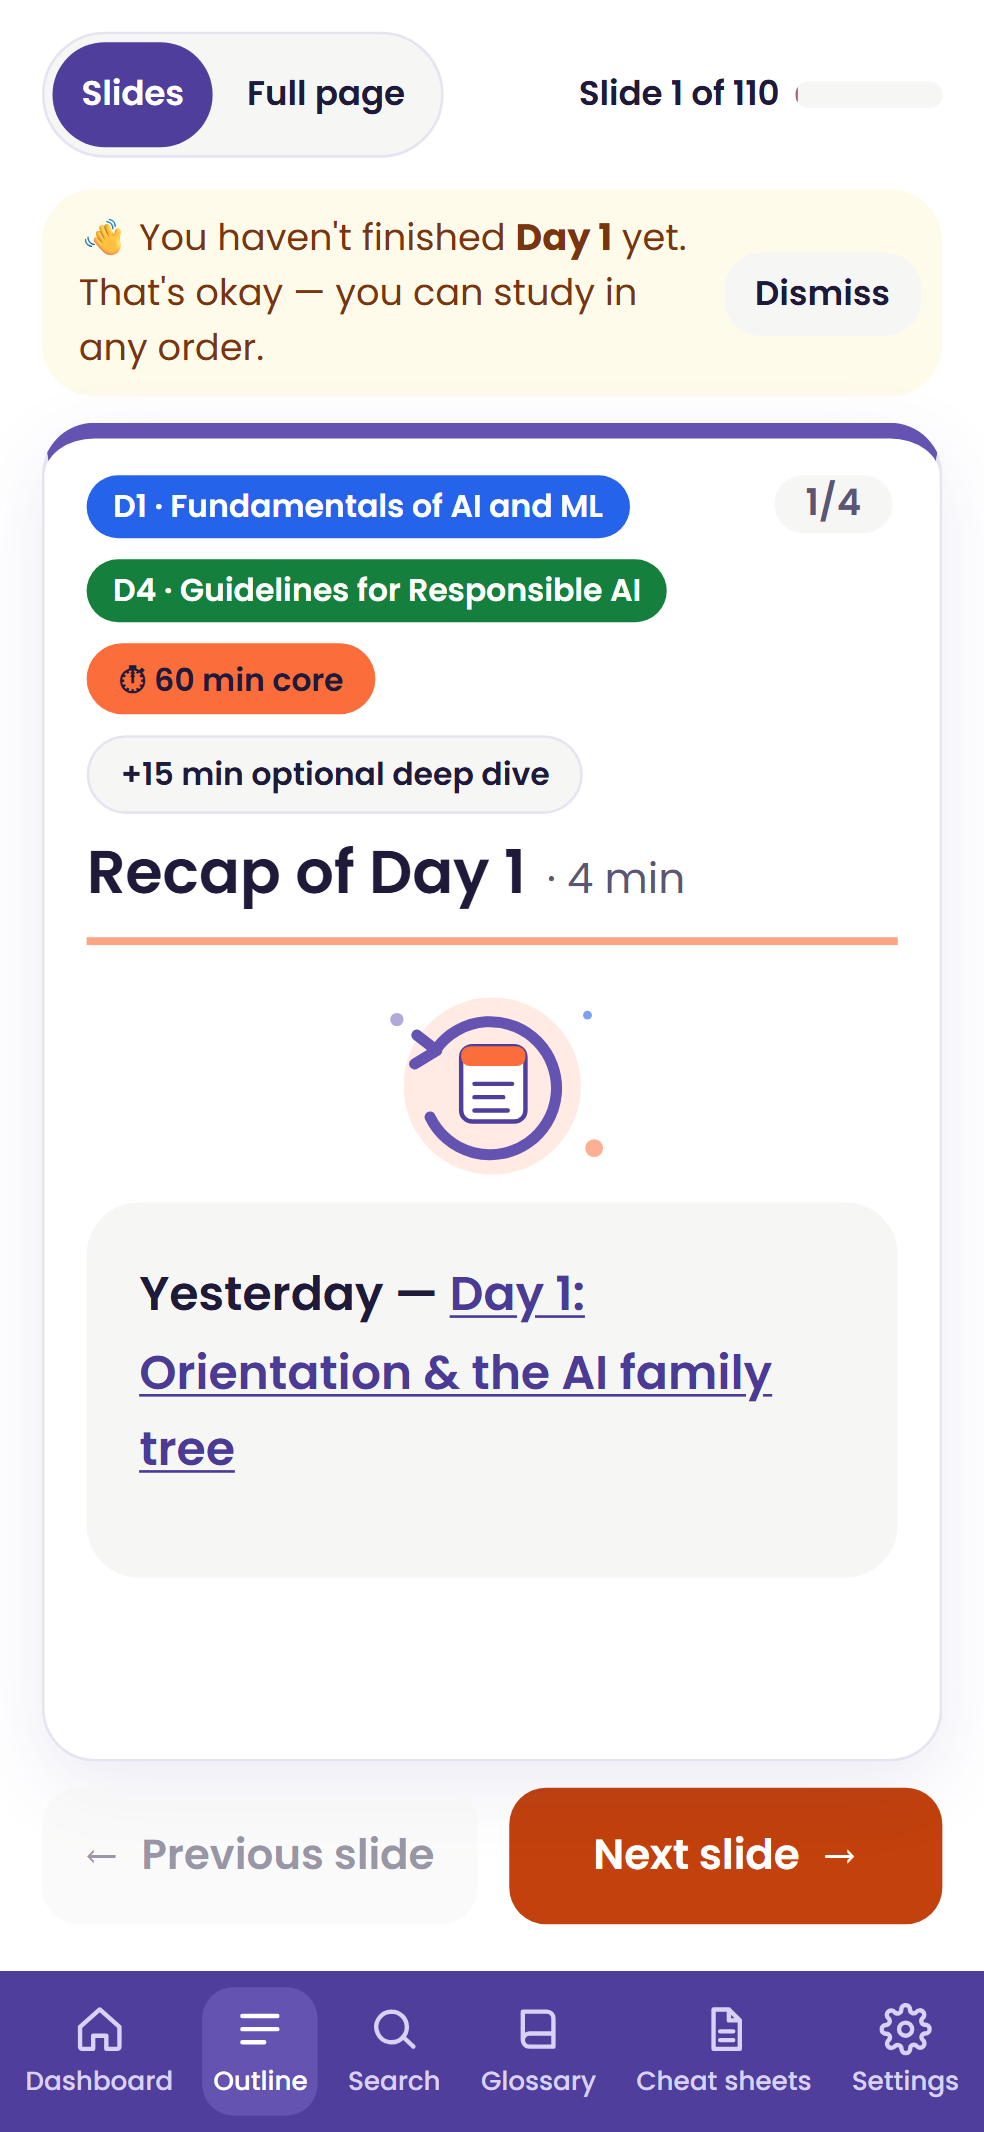 Slides
Full page
Slide 1 of 110
👋 You haven't finished Day 1 yet.
That's okay — you can study in
any order.
Dismiss
D1 · Fundamentals of AI and ML
1/4
D4 · Guidelines for Responsible AI
⏱ 60 min core
+15 min optional deep dive
Recap of Day 1 · 4 min
Yesterday — Day 1:
Orientation & the AI family
tree
← Previous slide
Next slide →
Dashboard
Outline
Search
Glossary
Cheat sheets
Settings